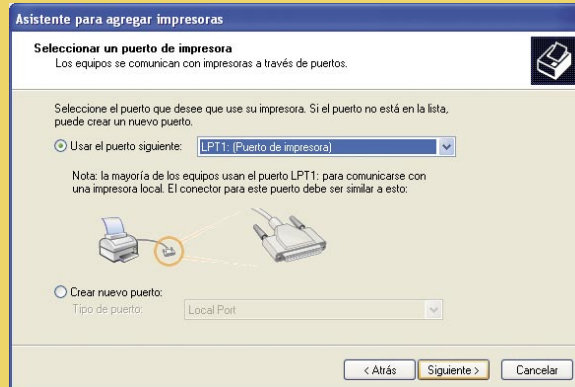 Asistente para agregar impresoras
Seleccionar un puerto de impresora
Los equipos se comunican con impresoras a través de puertos.
Seleccione el puerto que desee que use su impresora. Si el puerto no está en la lista,
puede crear un nuevo puerto.
Usar el puerto siguiente: LPT1: (Puerto de impresora)
Nota: la mayoría de los equipos usan el puerto LPT1: para comunicarse con
una impresora local. El conector para este puerto debe ser similar a esto:
Crear nuevo puerto:
Tipo de puerto: Local Port
< Atrás Siguiente > Cancelar